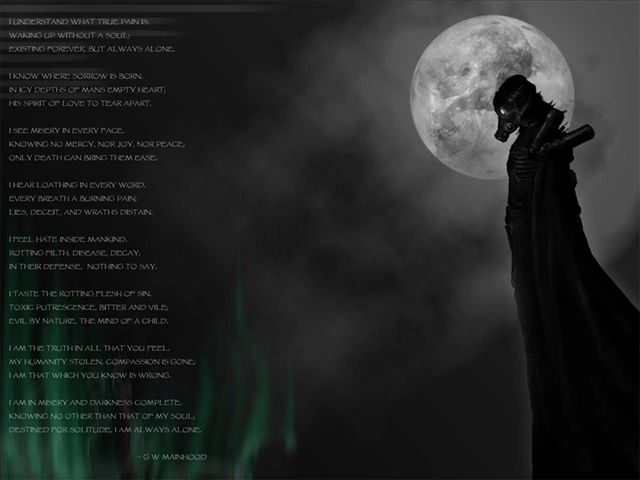 I UNDERSTAND WHAT TRUE PAIN IS.
WAKING UP WITHOUT A SOUL;
EXISTING FOREVER, BUT ALWAYS ALONE.
I KNOW WHERE SORROW IS BORN.
IN ICY DEPTHS OF MANS EMPTY HEART;
HIS SPIRIT OF LOVE TO TEAR APART.
I SEE MISERY IN EVERY FACE.
KNOWING NO MERCY, NOR JOY, NOR PEACE;
ONLY DEATH CAN BRING THEM EASE.
I HEAR LOATHING IN EVERY WORD.
EVERY BREATH A BURNING PAIN;
LIES, DECEIT, AND WRATHS DISTAIN.
I FEEL HATE INSIDE MANKIND.
ROTTING FILTH, DISEASE, DECAY;
IN THEIR DEFENSE, NOTHING TO SAY.
I TASTE THE ROTTING FLESH OF SIN.
TOXIC PUTRESCENCE, BITTER AND VILE;
EVIL BY NATURE, THE MIND OF A CHILD.
I AM THE TRUTH IN ALL THAT YOU FEEL.
MY HUMANITY STOLEN, COMPASSION IS GONE;
I AM THAT WHICH YOU KNOW IS WRONG.
I AM IN MISERY AND DARKNESS COMPLETE.
KNOWING NO OTHER THAN THAT OF MY SOUL;
DESTINED FOR SOLITUDE, I AM ALWAYS ALONE.
~ G W MAINHOOD